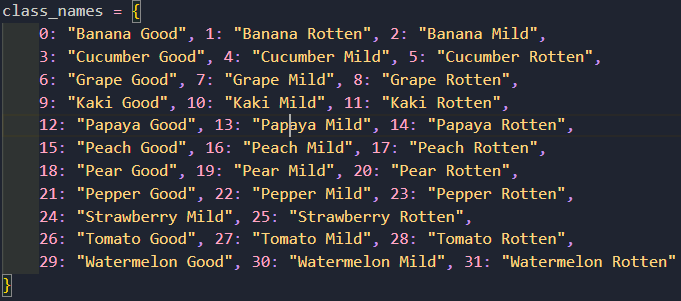 class_names = {
0: "Banana Good", 1: "Banana Rotten", 2: "Banana Mild",
3: "Cucumber Good", 4: "Cucumber Mild", 5: "Cucumber Rotten",
6: "Grape Good", 7: "Grape Mild", 8: "Grape Rotten",
9: "Kaki Good", 10: "Kaki Mild", 11: "Kaki Rotten",
12: "Papaya Good", 13: "Papaya Mild", 14: "Papaya Rotten",
15: "Peach Good", 16: "Peach Mild", 17: "Peach Rotten",
18: "Pear Good", 19: "Pear Mild", 20: "Pear Rotten",
21: "Pepper Good", 22: "Pepper Mild", 23: "Pepper Rotten",
24: "Strawberry Mild", 25: "Strawberry Rotten",
26: "Tomato Good", 27: "Tomato Mild", 28: "Tomato Rotten",
29: "Watermelon Good", 30: "Watermelon Mild", 31: "Watermelon Rotten"
}